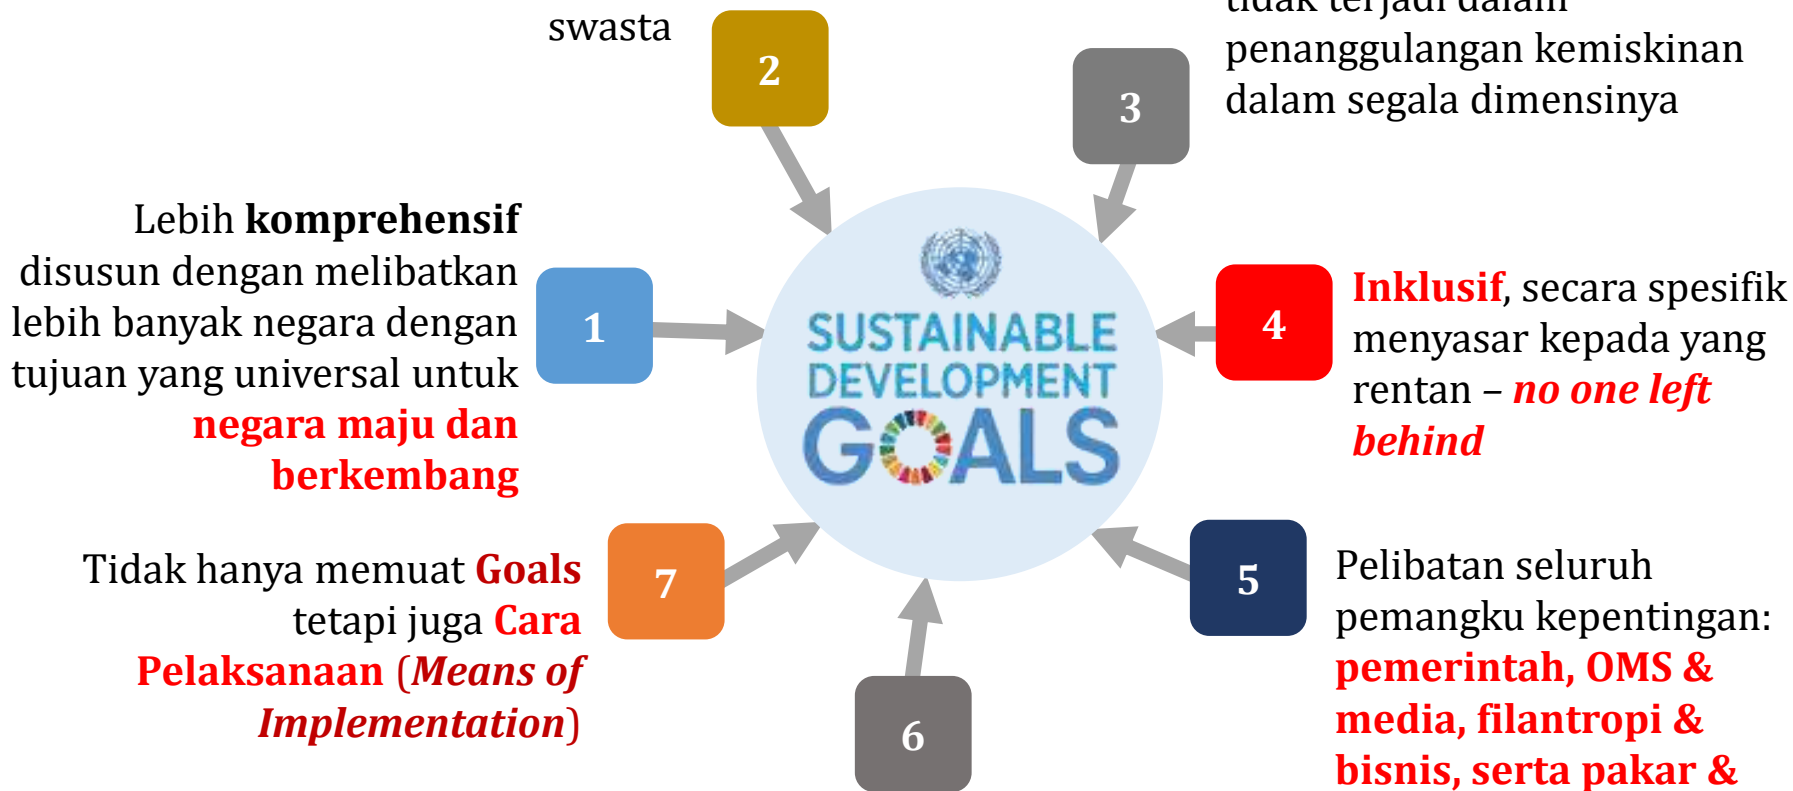 swasta
2
tidak terjadi dalam
penanggulangan kemiskinan
dalam segala dimensinya
3
Lebih komprehensif
disusun dengan melibatkan
lebih banyak negara dengan
tujuan yang universal untuk
negara maju dan
berkembang
1
SUSTAINABLE
DEVELOPMENT
GOALS
4
Inklusif, secara spesifik
menyasar kepada yang
rentan – no one left
behind
Tidak hanya memuat Goals
tetapi juga Cara
Pelaksanaan (Means of
Implementation)
7
5
Pelibatan seluruh
pemangku kepentingan:
pemerintah, OMS &
media, filantropi &
bisnis, serta pakar &
6